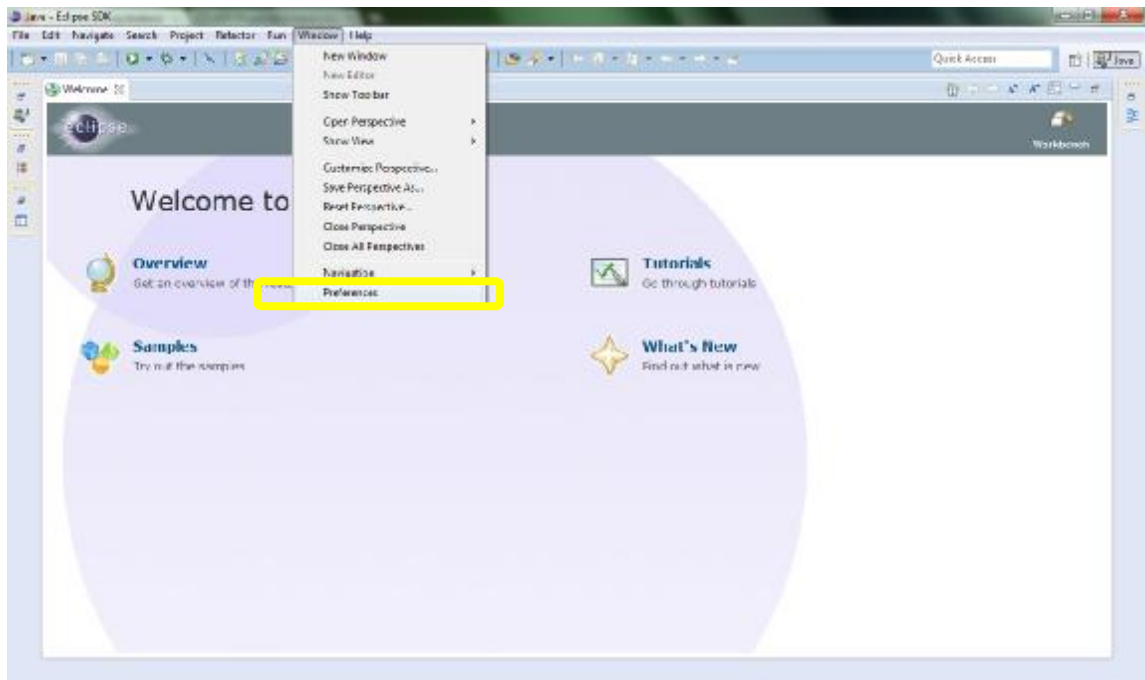 Java - Eclipse SDK
File Edit Navigate Search Project Refactor Run Window Help
Quick Access
Java
Welcome
eclipse
Workbench
New Window
New Editor
Show Toolbar
Open Perspective
Show View
Customize Perspective...
Save Perspective As...
Reset Perspective...
Close Perspective
Close All Perspectives
Navigation
Preferences
Welcome to
Overview
Get an overview of the
Tutorials
Go through tutorials
Samples
Try out the samples
What's New
Find out what is new